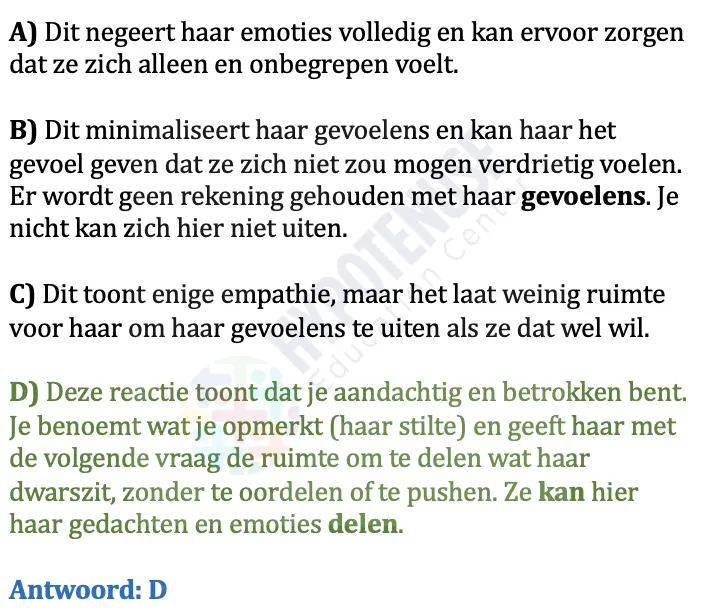 A) Dit negeert haar emoties volledig en kan ervoor zorgen
dat ze zich alleen en onbegrepen voelt.
B) Dit minimaliseert haar gevoelens en kan haar het
gevoel geven dat ze zich niet zou mogen verdrietig voelen.
Er wordt geen rekening gehouden met haar gevoelens. Je
nicht kan zich hier niet uiten.
C) Dit toont enige empathie, maar het laat weinig ruimte
voor haar om haar gevoelens te uiten als ze dat wel wil.
D) Deze reactie toont dat je aandachtig en betrokken bent.
Je benoemt wat je opmerkt (haar stilte) en geeft haar met
de volgende vraag de ruimte om te delen wat haar
dwarszit, zonder te oordelen of te pushen. Ze kan hier
haar gedachten en emoties delen.
Antwoord: D
HYPOTENUSE
Education Center